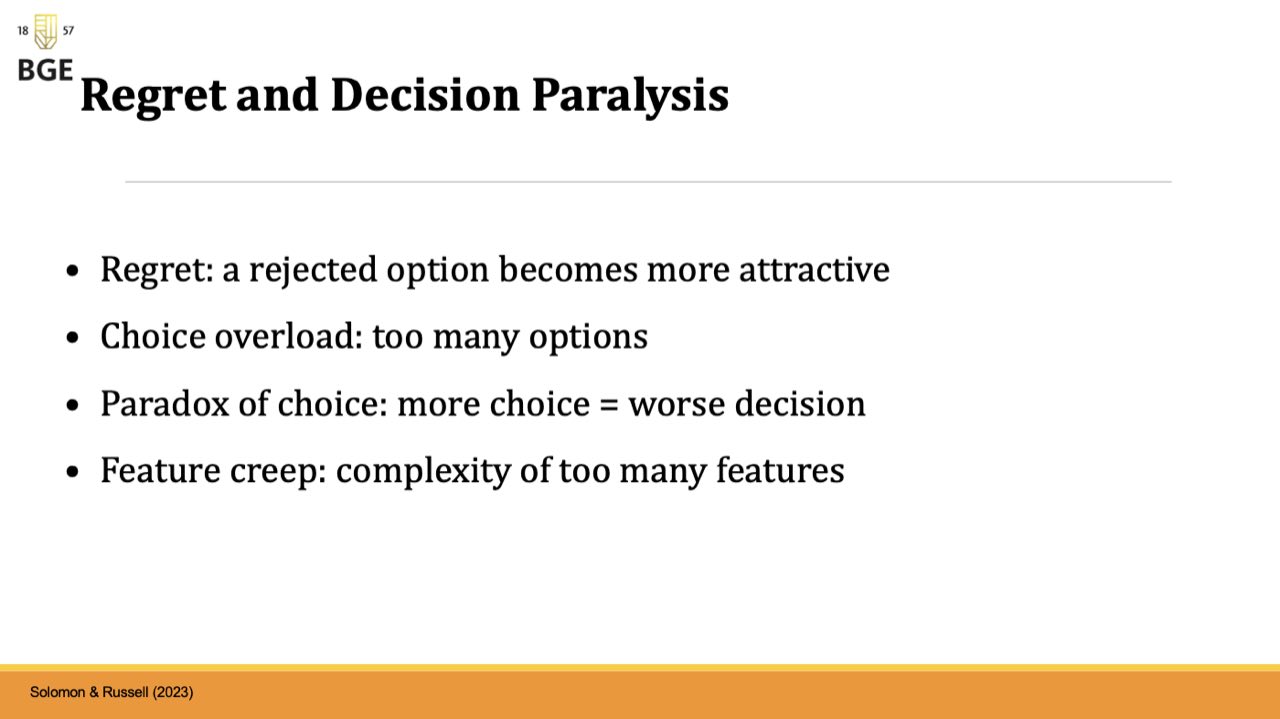 18 57
BGE
Regret and Decision Paralysis
• Regret: a rejected option becomes more attractive
• Choice overload: too many options
• Paradox of choice: more choice = worse decision
• Feature creep: complexity of too many features
Solomon & Russell (2023)